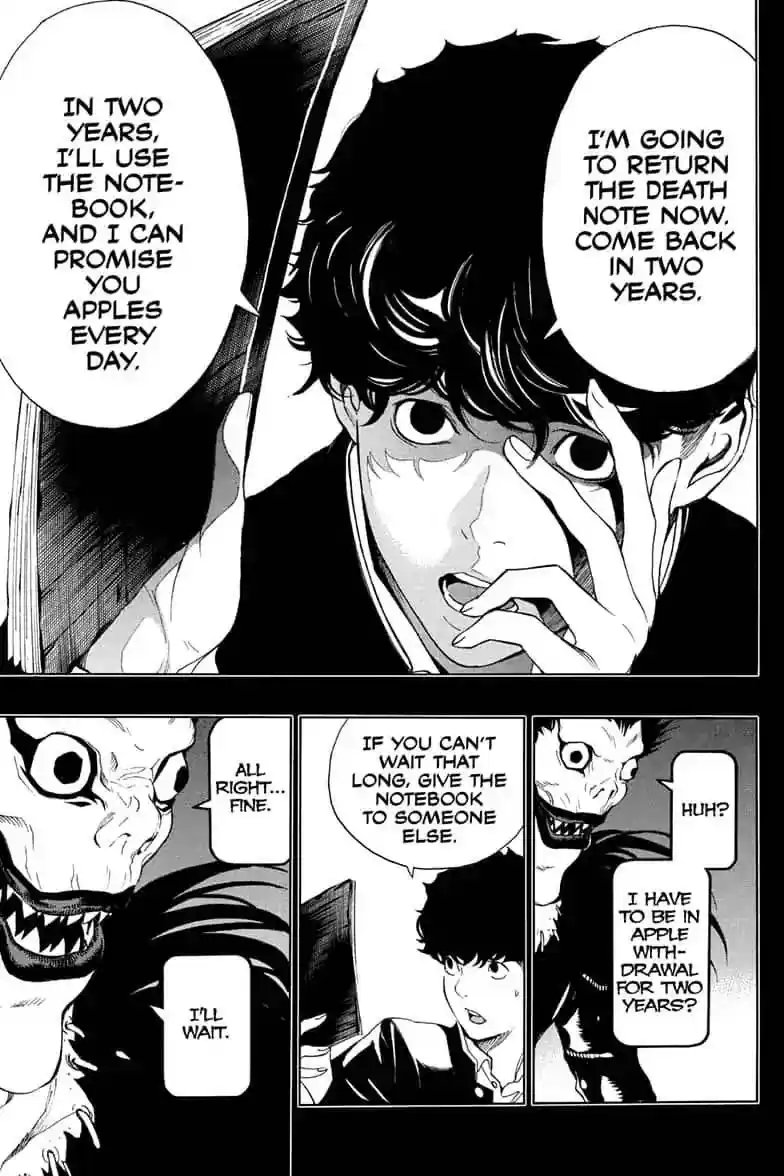 I'M GOING
TO RETURN
THE DEATH
NOTE NOW.
COME BACK
IN TWO
YEARS.
IN TWO
YEARS,
I'LL USE
THE NOTE-
BOOK,
AND I CAN
PROMISE
YOU
APPLES
EVERY
DAY.
HUH?
I HAVE
TO BE IN
APPLE
WITH-
DRAWAL
FOR TWO
YEARS?
IF YOU CAN'T
WAIT THAT
LONG, GIVE THE
NOTEBOOK
TO SOMEONE
ELSE.
ALL
RIGHT...
FINE.
I'LL
WAIT.